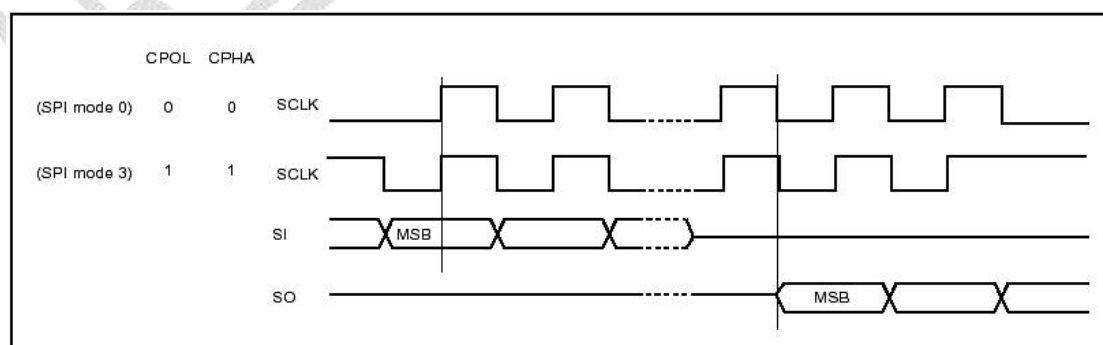 CPOL CPHA
(SPI mode 0) 0 0 SCLK
(SPI mode 3) 1 1 SCLK
SI MSB
SO MSB